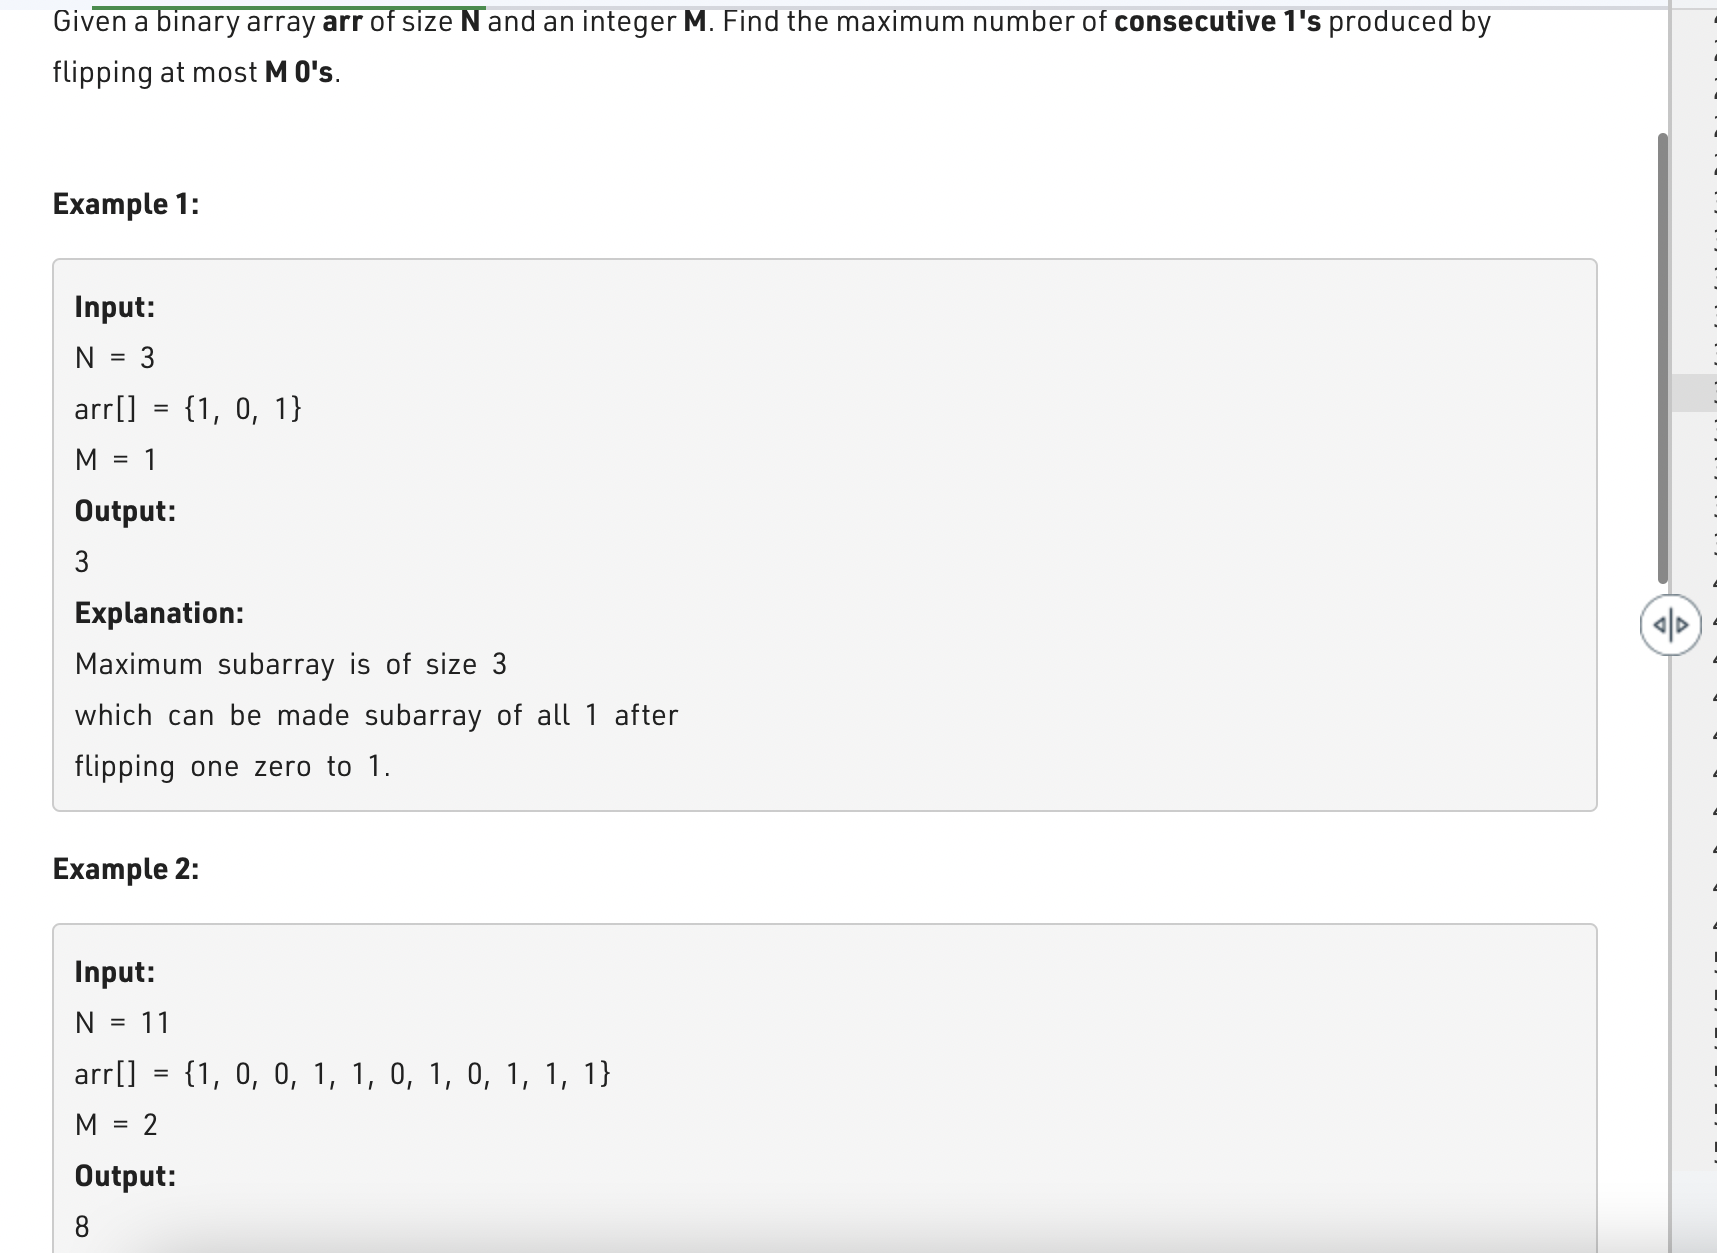 Given a binary array arr of size N and an integer M. Find the maximum number of consecutive 1's produced by
flipping at most M 0's.
Example 1:
Input:
N = 3
arr[] = {1, 0, 1}
M = 1
Output:
3
Explanation:
Maximum subarray is of size 3
which can be made subarray of all 1 after
flipping one zero to 1.
Example 2:
Input:
N = 11
arr[] = {1, 0, 0, 1, 1, 0, 1, 0, 1, 1, 1}
M = 2
Output:
8